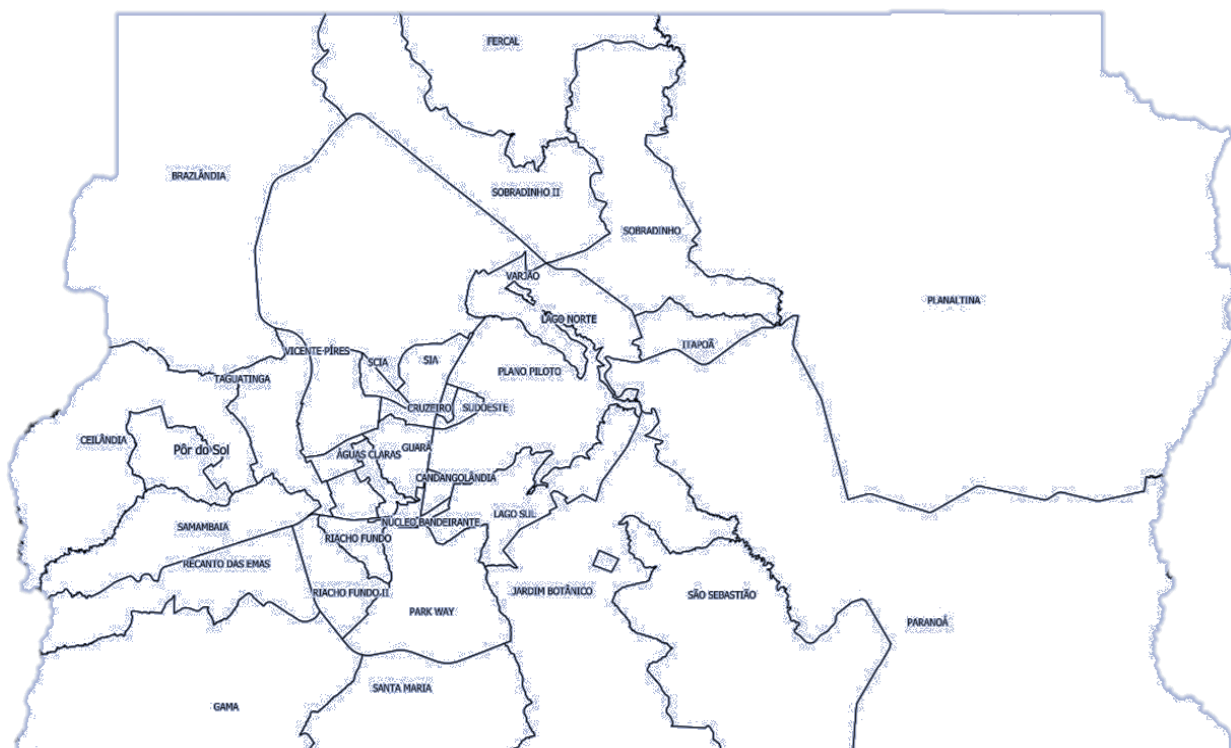 FERCAL
BRAZLÂNDIA
SOBRADINHO II
SOBRADINHO
VARJÃO
PLANALTINA
LAGO NORTE
ITAPOÃ
VICENTE PÍRES
SCIA
SIA
PLANO PILOTO
TAGUATINGA
CRUZEIRO
SUDOESTE
CEILÂNDIA
Pôr do Sol
GUARÁ
ÁGUAS CLARAS
CANDANGOLÂNDIA
LAGO SUL
SAMAMBAIA
NÚCLEO BANDEIRANTE
RIACHO FUNDO
RECANTO DAS EMAS
RIACHO FUNDO II
JARDIM BOTÂNICO
SÃO SEBASTIÃO
PARK WAY
PARANOÁ
SANTA MARIA
GAMA